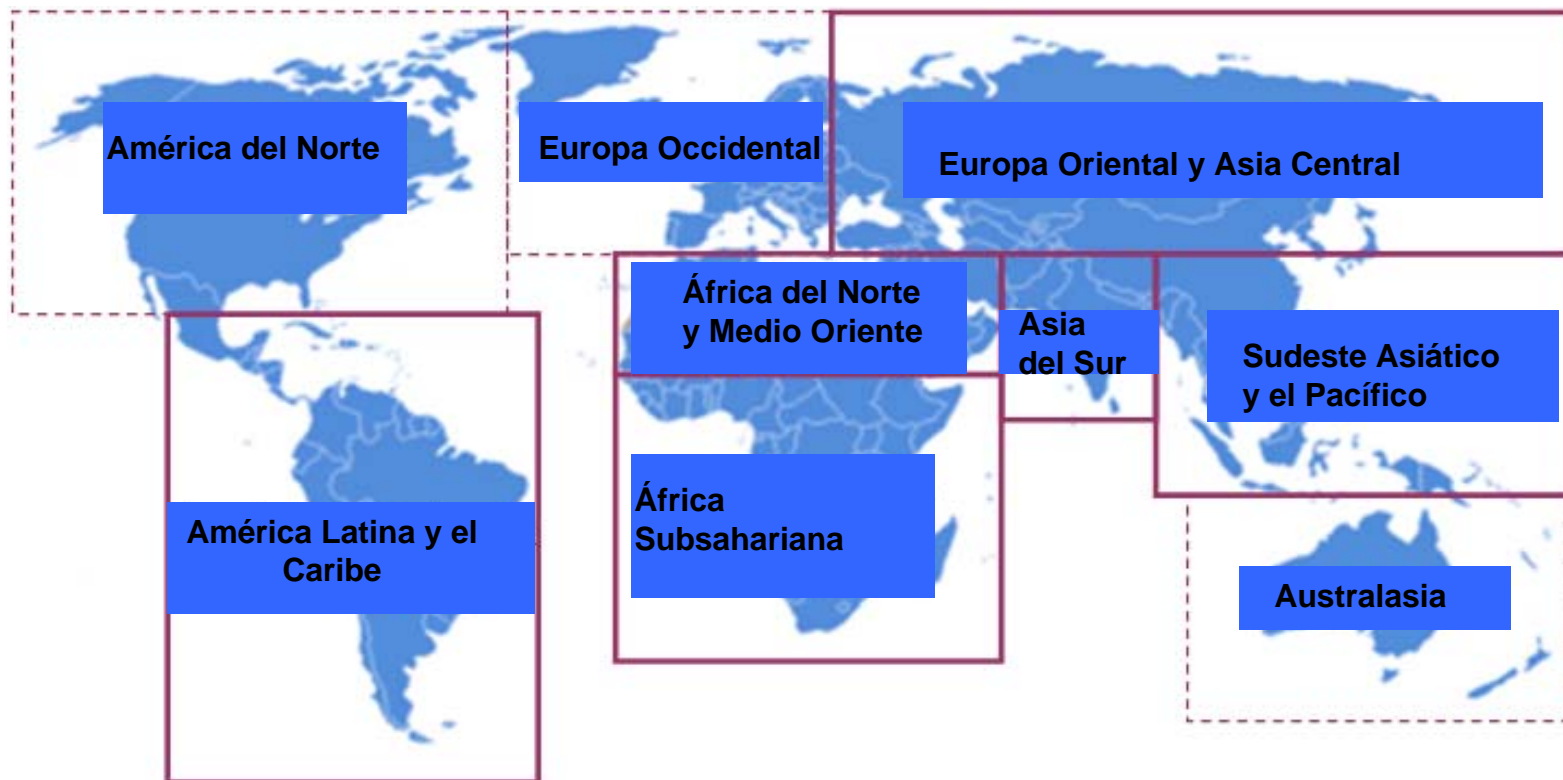 América del Norte
Europa Occidental
Europa Oriental y Asia Central
África del Norte
y Medio Oriente
Asia
del Sur
Sudeste Asiático
y el Pacífico
América Latina y el
Caribe
África
Subsahariana
Australasia